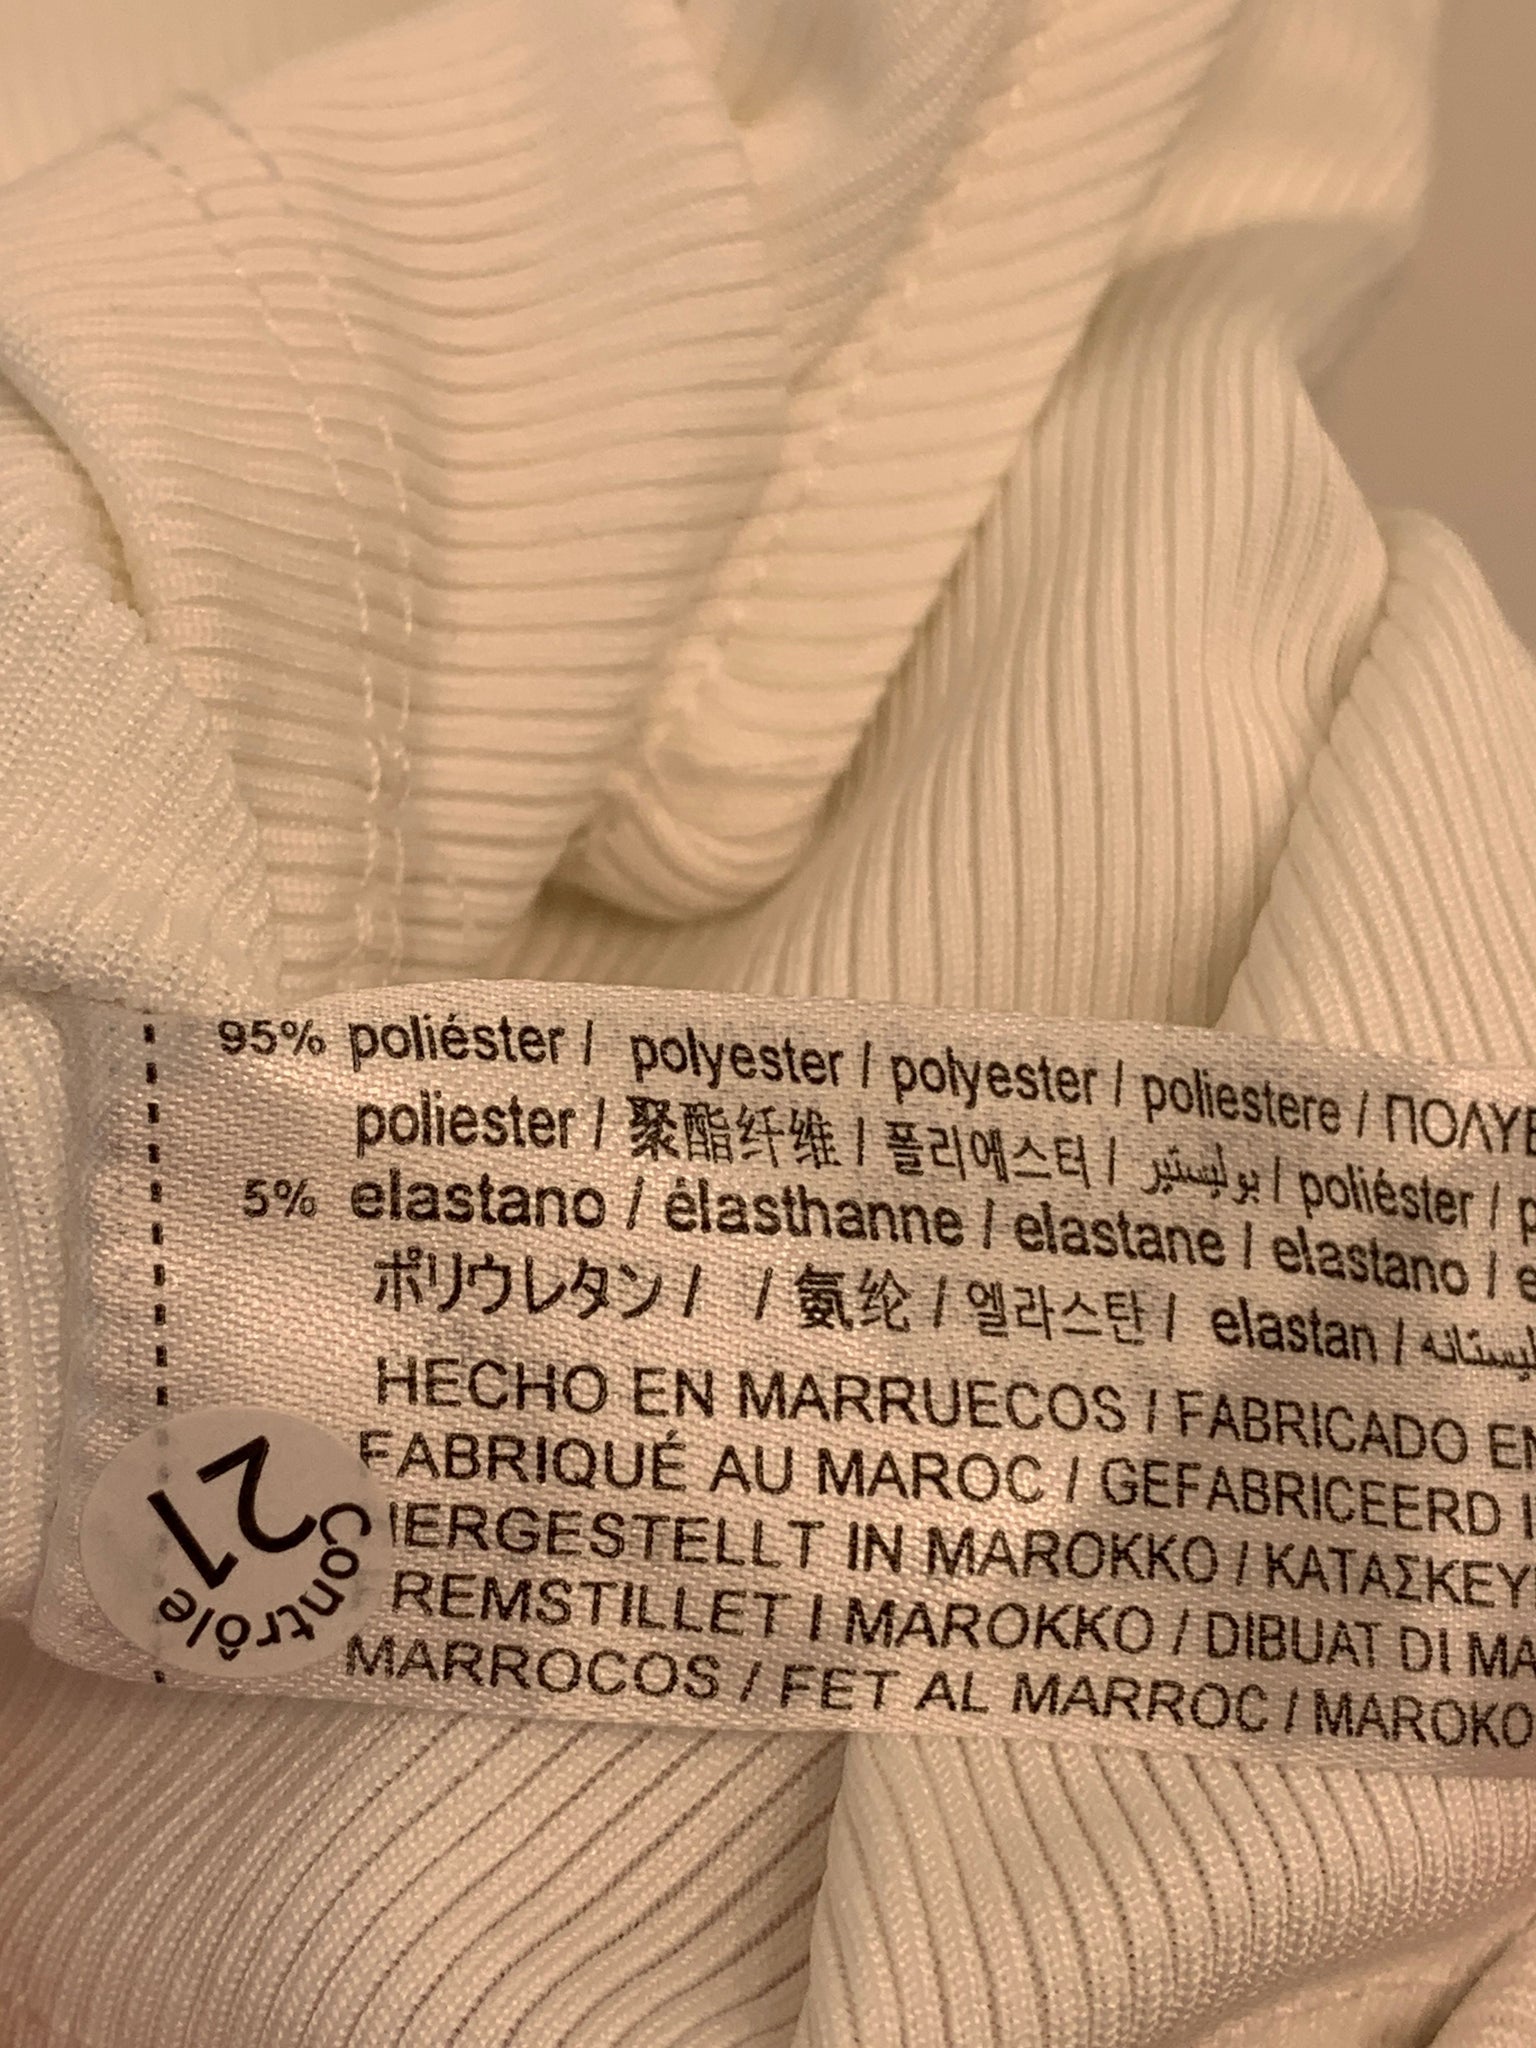 95% poliéster / polyester / polyester / poliestere / ΠΟΛΥΕ
poliester / 聚酯纤维 / 폴리에스터 / بوليستير / poliéster / p
5% elastano / élasthanne / elastane / elastano / e
ポリウレタン / / 氨纶 / 엘라스탄 / elastan /
HECHO EN MARRUECOS / FABRICADO EN
FABRIQUÉ AU MAROC / GEFABRICEERD I
IERGESTELLT IN MAROKKO / ΚΑΤΑΣΚΕΥ
REMSTILLET I MAROKKO / DIBUAT DI MA
MARROCOS / FET AL MARROC / MAROKO
Contrôle
21